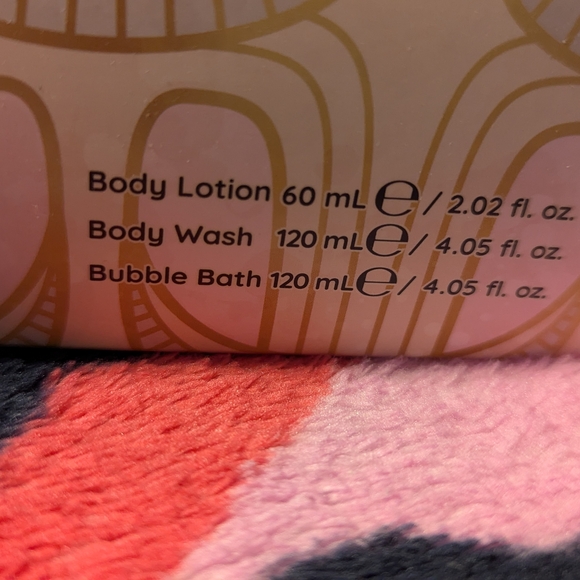 Body Lotion 60 mL ℮ / 2.02 fl. oz.
Body Wash 120 mL ℮ / 4.05 fl. oz.
Bubble Bath 120 mL ℮ / 4.05 fl. oz.